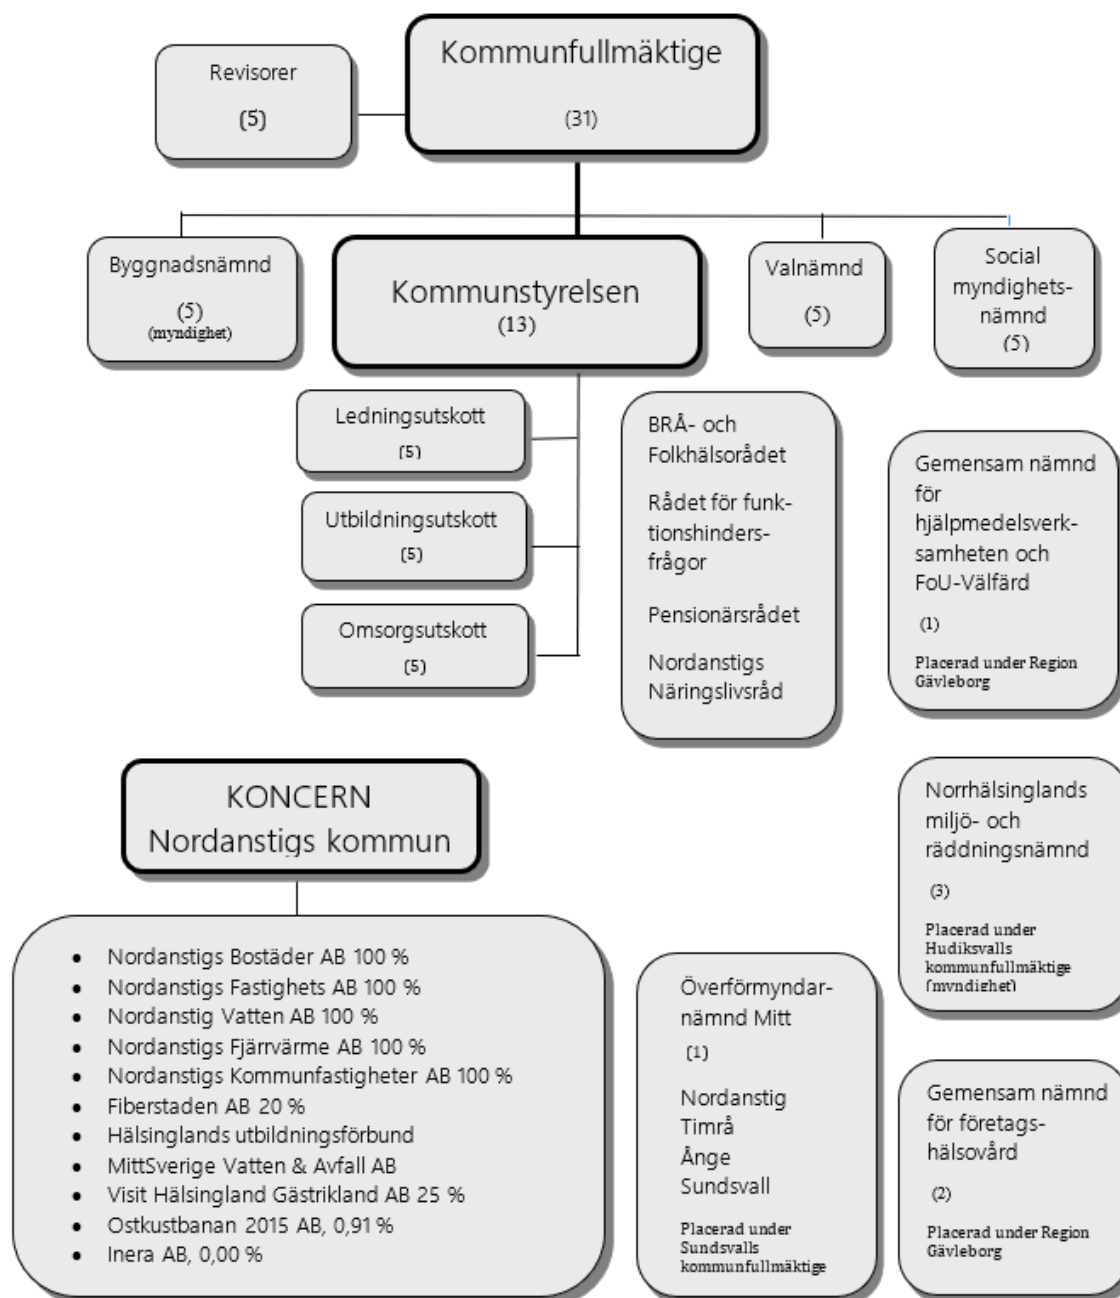 Kommunfullmäktige
(31)
Revisorer
(5)
Byggnadsnämnd
(5)
(myndighet)
Kommunstyrelsen
(13)
Valnämnd
(5)
Social
myndighets-
nämnd
(5)
Ledningsutskott
(5)
Utbildningsutskott
(5)
Omsorgsutskott
(5)
BRÅ- och
Folkhälsorådet
Rådet för funk-
tionshinders-
frågor
Pensionärsrådet
Nordanstigs
Näringslivsråd
Gemensam nämnd
för
hjälpmedelsverk-
samheten och
FoU-Välfärd
(1)
Placerad under Region
Gävleborg
KONCERN
Nordanstigs kommun
• Nordanstigs Bostäder AB 100 %
• Nordanstigs Fastighets AB 100 %
• Nordanstig Vatten AB 100 %
• Nordanstigs Fjärrvärme AB 100 %
• Nordanstigs Kommunfastigheter AB 100 %
• Fiberstaden AB 20 %
• Hälsinglands utbildningsförbund
• MittSverige Vatten & Avfall AB
• Visit Hälsingland Gästrikland AB 25 %
• Ostkustbanan 2015 AB, 0,91 %
• Inera AB, 0,00 %
Överförmyndar-
nämnd Mitt
(1)
Nordanstig
Timrå
Ånge
Sundsvall
Placerad under
Sundsvalls
kommunfullmäktige
Norrhälsinglands
miljö- och
räddningsnämnd
(3)
Placerad under
Hudiksvalls
kommunfullmäktige
(myndighet)
Gemensam nämnd
för företags-
hälsovård
(2)
Placerad under Region
Gävleborg